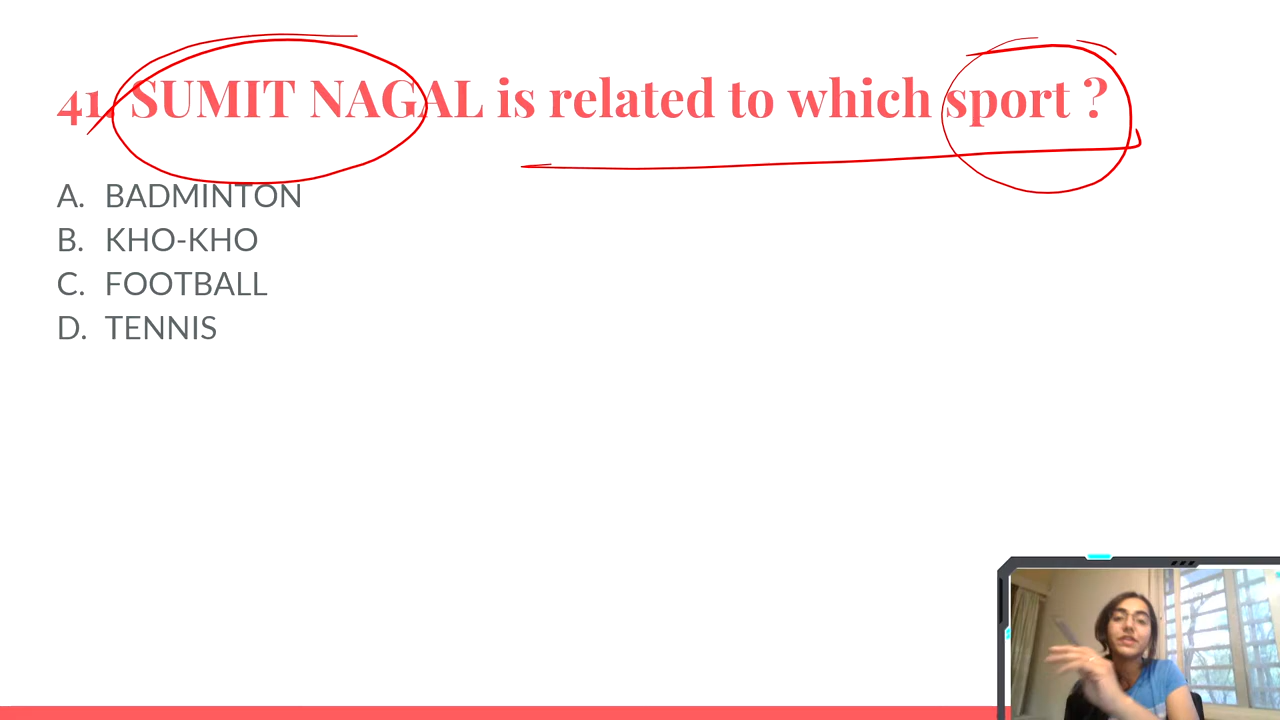 41. SUMIT NAGAL is related to which sport ?
A. BADMINTON
B. KHO-KHO
C. FOOTBALL
D. TENNIS